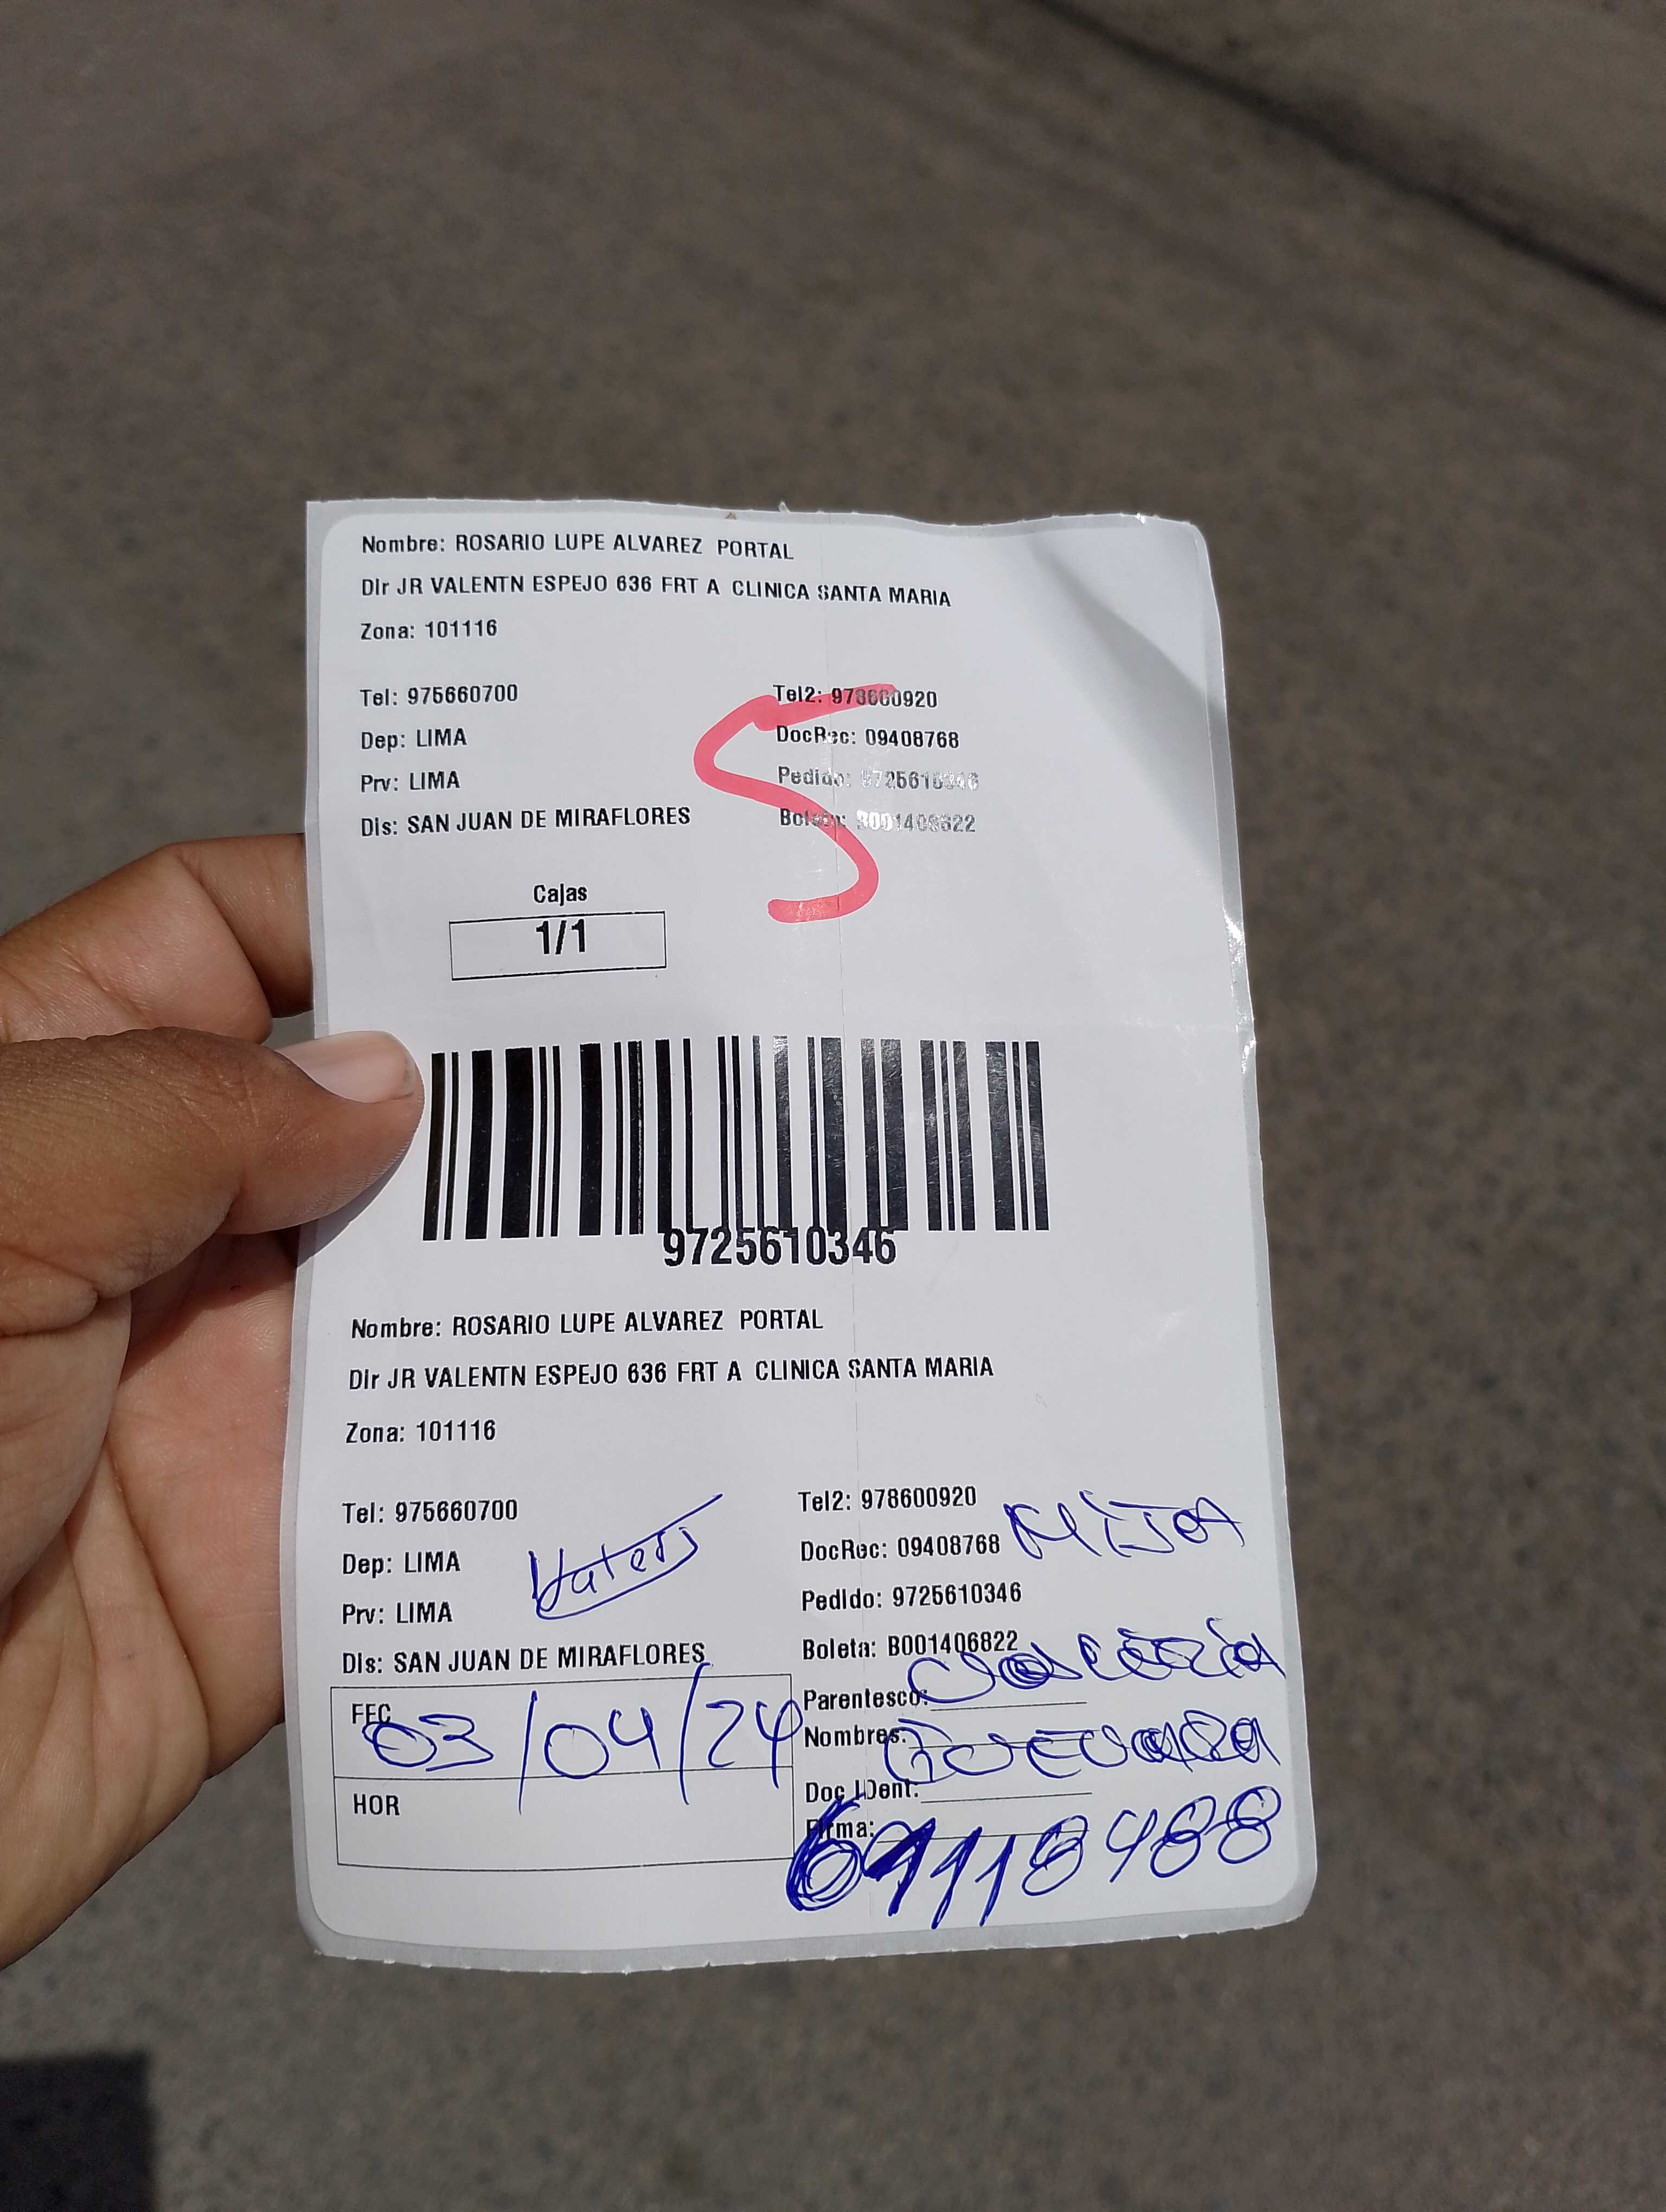 Nombre: ROSARIO LUPE ALVAREZ PORTAL
Dir JR VALENTN ESPEJO 636 FRT A CLINICA SANTA MARIA
Zona: 101116
Tel: 975660700 Tel2: 978600920
Dep: LIMA DocRec: 09408768
Prv: LIMA Pedido: 9725610346
Dis: SAN JUAN DE MIRAFLORES Boleta: B001406822
S
Cajas
1/1
9725610346
Nombre: ROSARIO LUPE ALVAREZ PORTAL
Dir JR VALENTN ESPEJO 636 FRT A CLINICA SANTA MARIA
Zona: 101116
Tel: 975660700 Tel2: 978600920
Dep: LIMA DocRec: 09408768
Prv: LIMA Pedido: 9725610346
Dis: SAN JUAN DE MIRAFLORES Boleta: B001406822
FEC 03/04/24
HOR
Parentesco:
Nombres:
Doc IDent:
Firma: